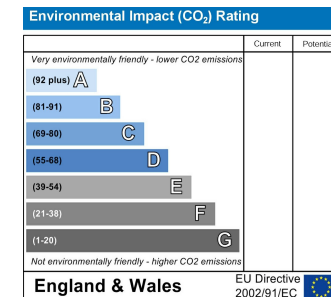 Environmental Impact (CO₂) Rating
Current Potentia
Very environmentally friendly - lower CO2 emissions
(92 plus) A
(81-91) B
(69-80) C
(55-68) D
(39-54) E
(21-38) F
(1-20) G
Not environmentally friendly - higher CO2 emissions
England & Wales
EU Directive
2002/91/EC